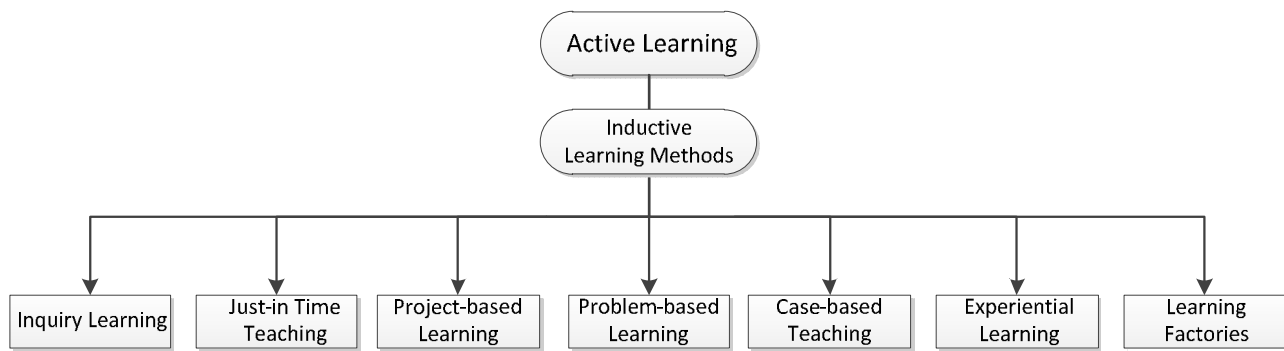 Active Learning
Inductive
Learning Methods
Inquiry Learning
Just-in Time
Teaching
Project-based
Learning
Problem-based
Learning
Case-based
Teaching
Experiential
Learning
Learning
Factories